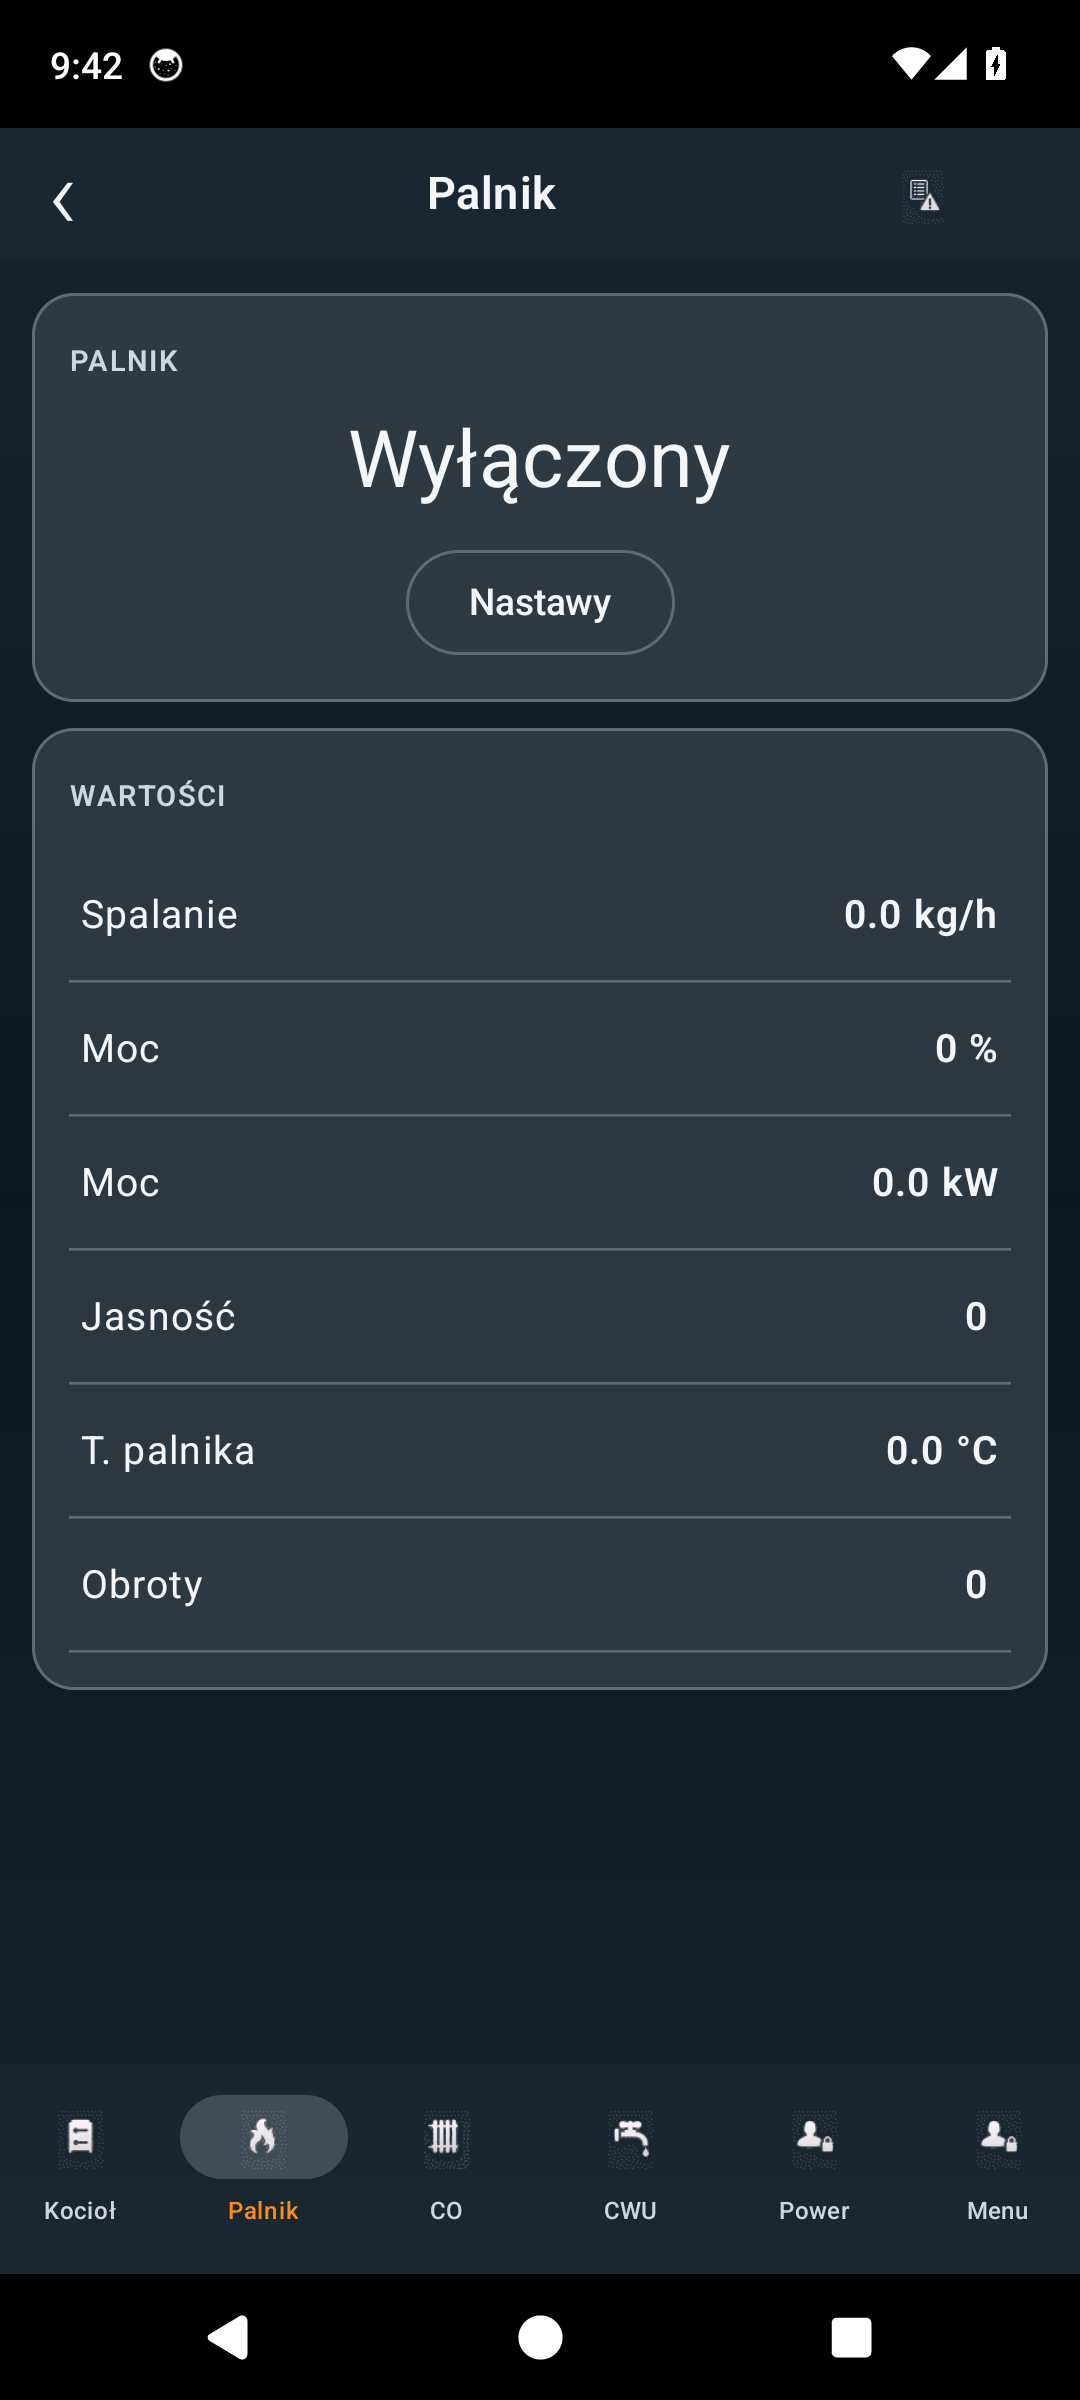 9:42
Palnik
PALNIK
Wyłączony
Nastawy
WARTOŚCI
Spalanie 0.0 kg/h
Moc 0 %
Moc 0.0 kW
Jasność 0
T. palnika 0.0 °C
Obroty 0
Kocioł Palnik CO CWU Power Menu